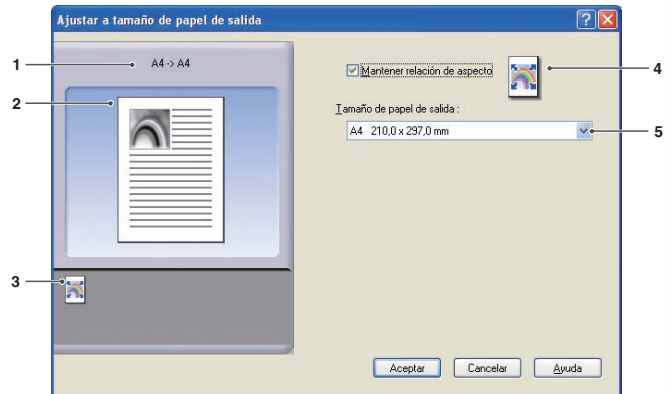 Ajustar a tamaño de papel de salida
1
A4 -> A4
Mantener relación de aspecto
4
2
Tamaño de papel de salida :
A4 210,0 x 297,0 mm
5
3
Aceptar
Cancelar
Ayuda